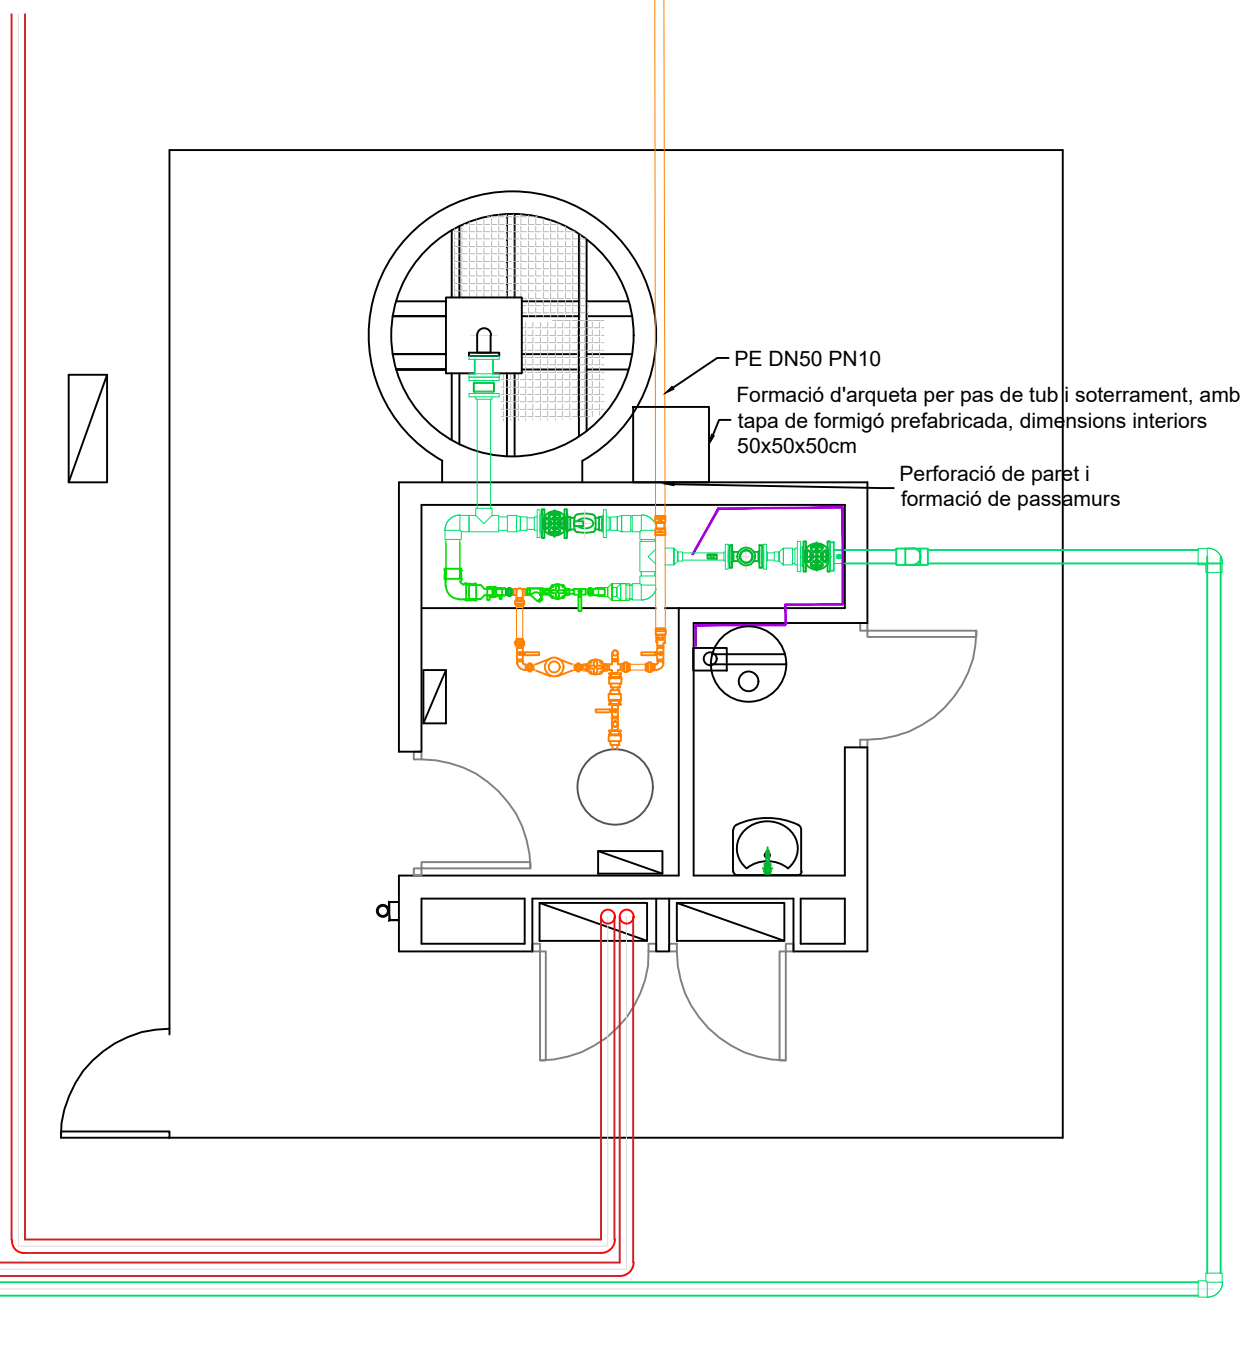 PE DN50 PN10
Formació d'arqueta per pas de tub i soterrament, amb
tapa de formigó prefabricada, dimensions interiors
50x50x50cm
Perforació de paret i
formació de passamurs